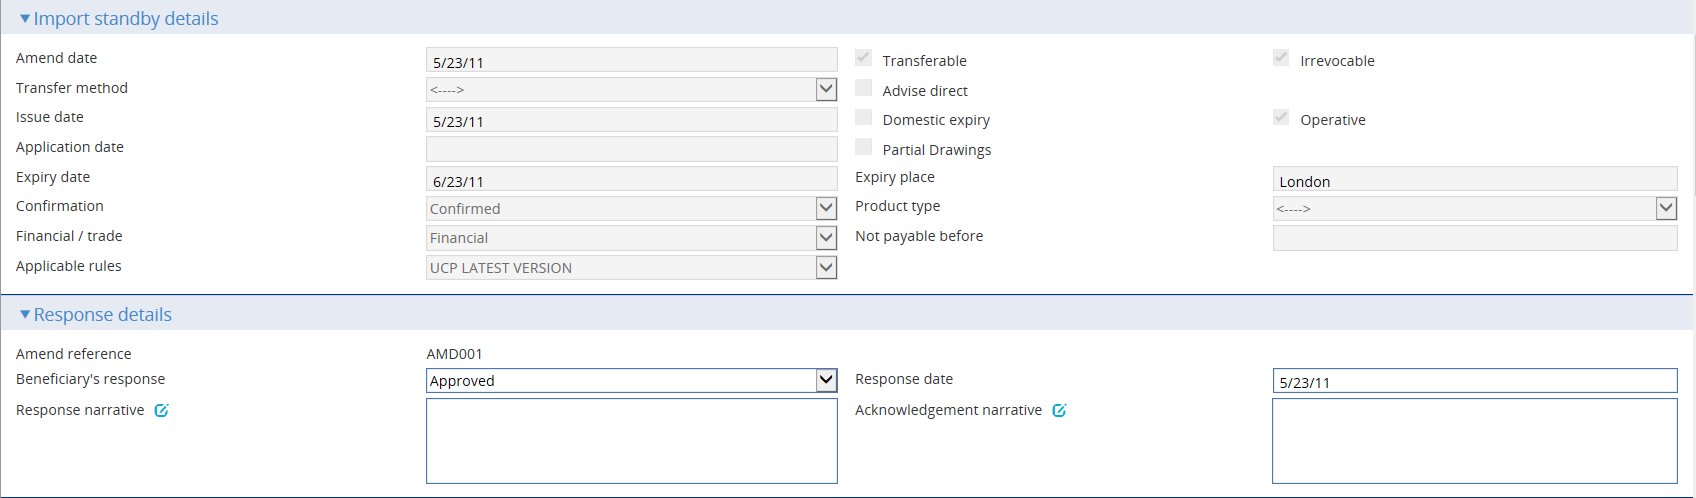 Import standby details
Amend date 5/23/11 Transferable Irrevocable
Transfer method <----> Advise direct
Issue date 5/23/11 Domestic expiry Operative
Application date Partial Drawings
Expiry date 6/23/11 Expiry place London
Confirmation Confirmed Product type <---->
Financial / trade Financial Not payable before
Applicable rules UCP LATEST VERSION
Response details
Amend reference AMD001
Beneficiary's response Approved Response date 5/23/11
Response narrative Acknowledgement narrative